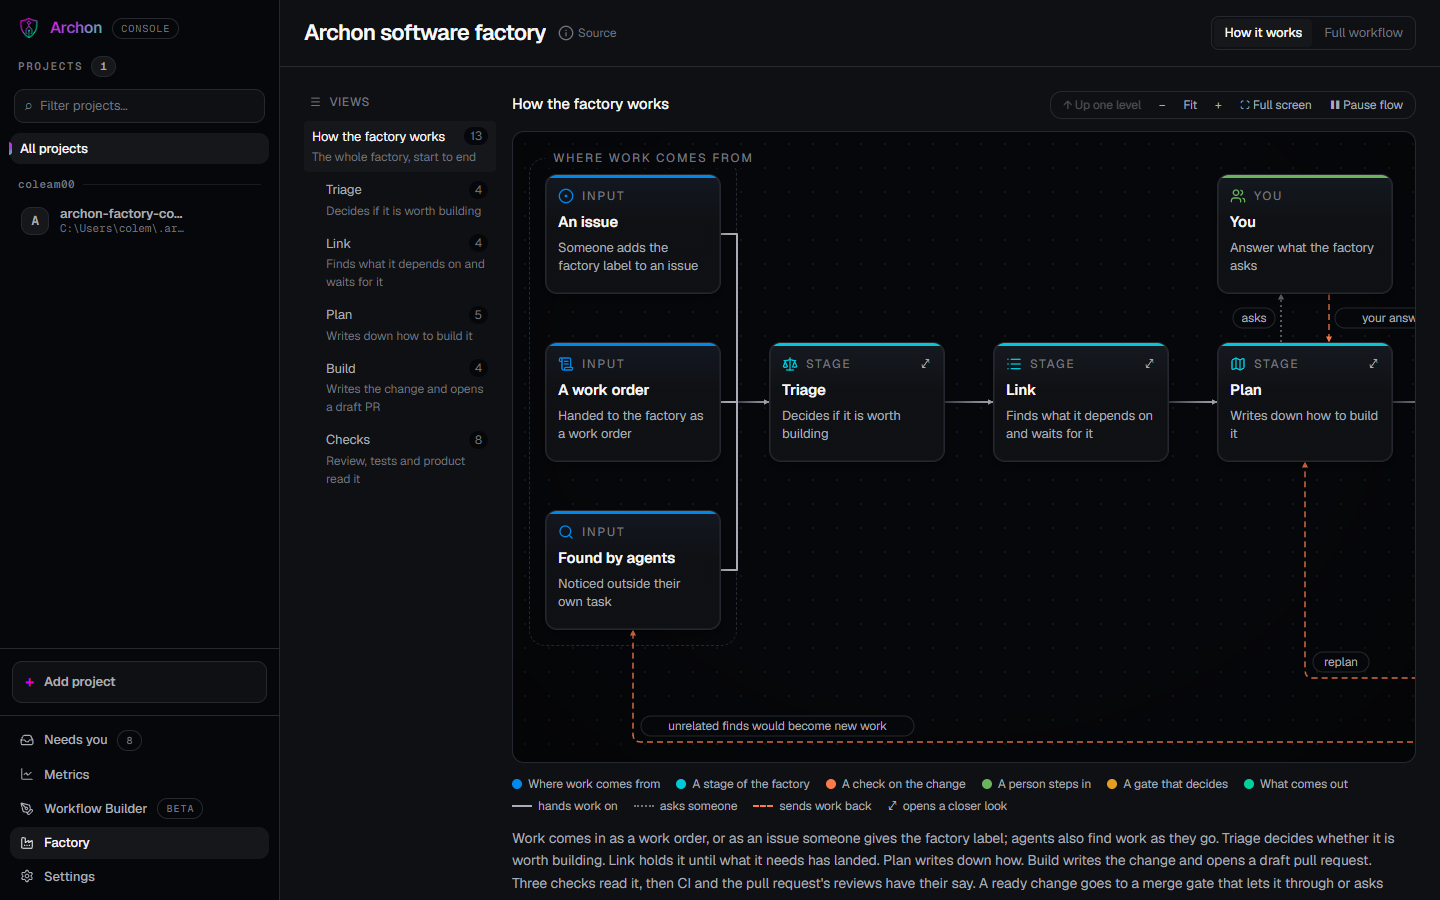 Archon CONSOLE
PROJECTS 1
Filter projects...
All projects
coleam00
A
archon-factory-co...
C:\Users\colem\.ar...
Add project
Needs you 8
Metrics
Workflow Builder BETA
Factory
Settings
Archon software factory
Source
How it works
Full workflow
VIEWS
How the factory works 13
The whole factory, start to end
Triage 4
Decides if it is worth building
Link 4
Finds what it depends on and
waits for it
Plan 5
Writes down how to build it
Build 4
Writes the change and opens
a draft PR
Checks 8
Review, tests and product
read it
How the factory works
↑ Up one level − Fit + Full screen Pause flow
WHERE WORK COMES FROM
INPUT
An issue
Someone adds the
factory label to an issue
YOU
You
Answer what the factory
asks
asks
your answ
INPUT
A work order
Handed to the factory as
a work order
STAGE
Triage
Decides if it is worth
building
STAGE
Link
Finds what it depends on
and waits for it
STAGE
Plan
Writes down how to build
it
INPUT
Found by agents
Noticed outside their
own task
replan
unrelated finds would become new work
Where work comes from A stage of the factory A check on the change A person steps in A gate that decides What comes out
hands work on asks someone sends work back opens a closer look
Work comes in as a work order, or as an issue someone gives the factory label; agents also find work as they go. Triage decides whether it is
worth building. Link holds it until what it needs has landed. Plan writes down how. Build writes the change and opens a draft pull request.
Three checks read it, then CI and the pull request's reviews have their say. A ready change goes to a merge gate that lets it through or asks